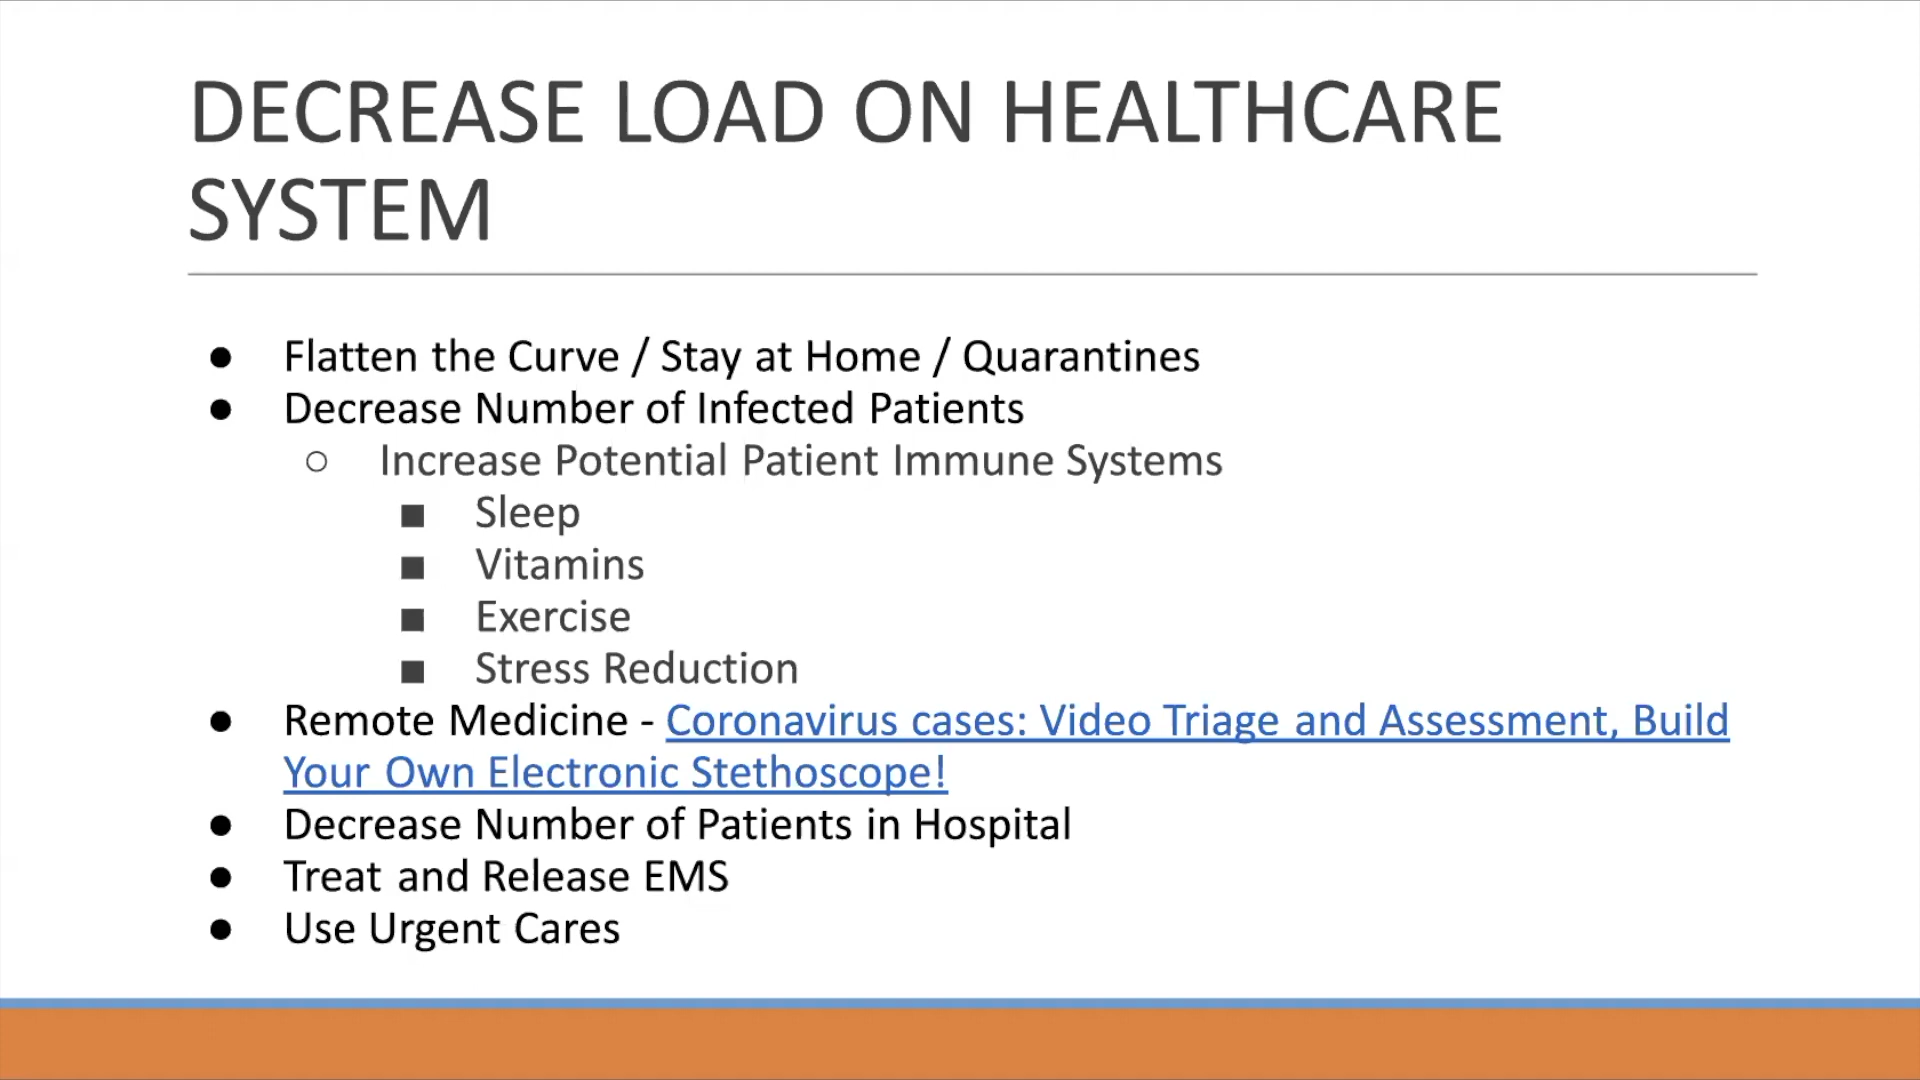 DECREASE LOAD ON HEALTHCARE
SYSTEM
● Flatten the Curve / Stay at Home / Quarantines
● Decrease Number of Infected Patients
○ Increase Potential Patient Immune Systems
■ Sleep
■ Vitamins
■ Exercise
■ Stress Reduction
● Remote Medicine - Coronavirus cases: Video Triage and Assessment, Build
Your Own Electronic Stethoscope!
● Decrease Number of Patients in Hospital
● Treat and Release EMS
● Use Urgent Cares